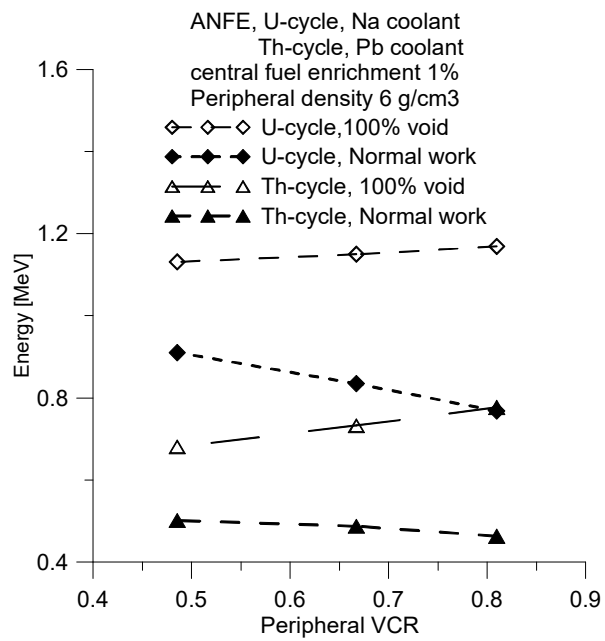 ANFE, U-cycle, Na coolant
Th-cycle, Pb coolant
central fuel enrichment 1%
Peripheral density 6 g/cm3
U-cycle,100% void
U-cycle, Normal work
Th-cycle, 100% void
Th-cycle, Normal work
1.6
1.2
0.8
0.4
Energy [MeV]
0.4 0.5 0.6 0.7 0.8 0.9
Peripheral VCR